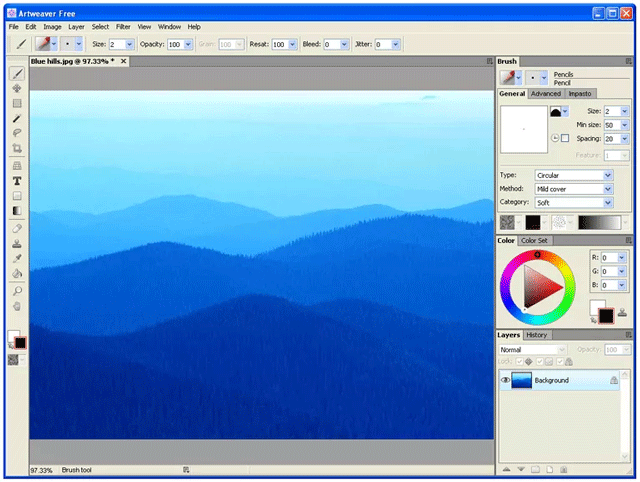 Artweaver Free
File Edit Image Layer Select Filter View Window Help
Size: 2 Opacity: 100 Grain: 100 Resat: 100 Bleed: 0 Jitter: 0
Blue hills.jpg @ 97.33% *
Brush
Pencils
Pencil
General Advanced Impasto
Size: 2
Min size: 50
Spacing: 20
Feature: 1
Type: Circular
Method: Mild cover
Category: Soft
Color Color Set
R: 0
G: 0
B: 0
Layers History
Normal Opacity: 100
Lock:
Background
97.33% Brush tool